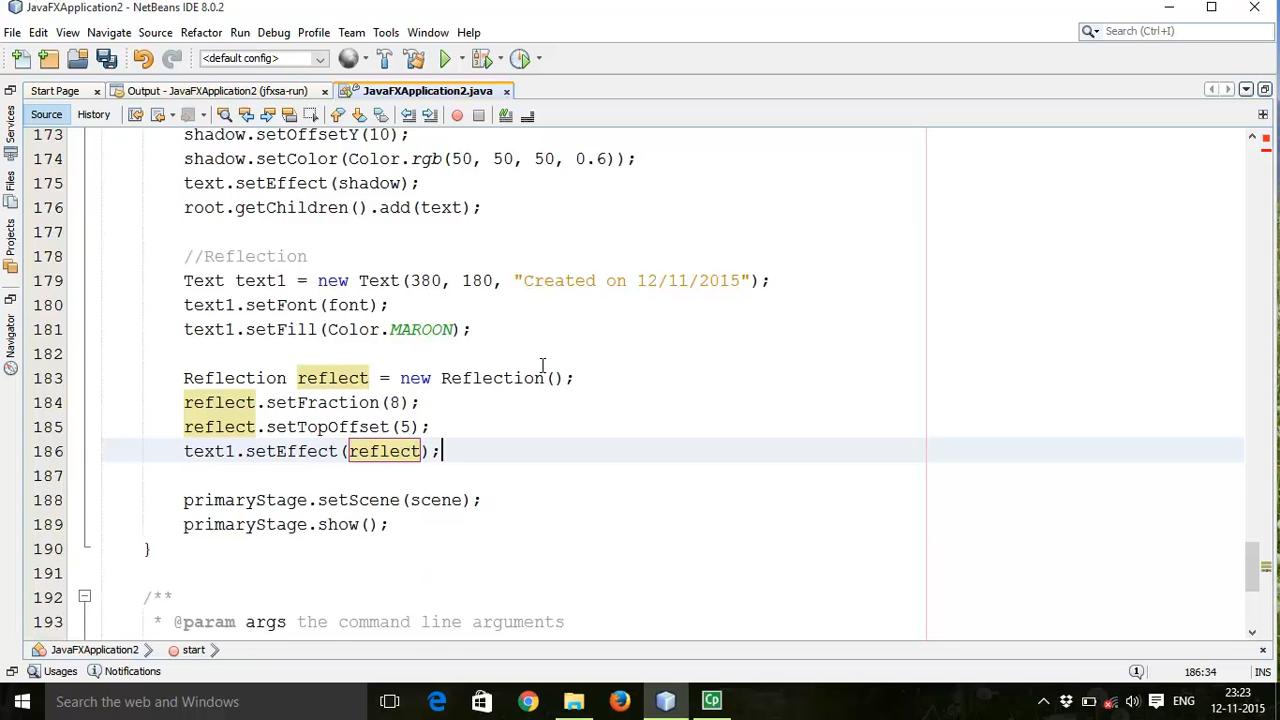 JavaFXApplication2 - NetBeans IDE 8.0.2
File Edit View Navigate Source Refactor Run Debug Profile Team Tools Window Help
Search (Ctrl+I)
<default config>
Start Page Output - JavaFXApplication2 (jfxsa-run) JavaFXApplication2.java
Source History
Services
Files
Projects
Navigator
173 shadow.setOffsetY(10);
174 shadow.setColor(Color.rgb(50, 50, 50, 0.6));
175 text.setEffect(shadow);
176 root.getChildren().add(text);
177
178 //Reflection
179 Text text1 = new Text(380, 180, "Created on 12/11/2015");
180 text1.setFont(font);
181 text1.setFill(Color.MAROON);
182
183 Reflection reflect = new Reflection();
184 reflect.setFraction(8);
185 reflect.setTopOffset(5);
186 text1.setEffect(reflect);
187
188 primaryStage.setScene(scene);
189 primaryStage.show();
190 }
191
192 /**
193 * @param args the command line arguments
JavaFXApplication2 start
Usages Notifications 1 186:34 INS
Search the web and Windows Cp ENG 23:23
12-11-2015